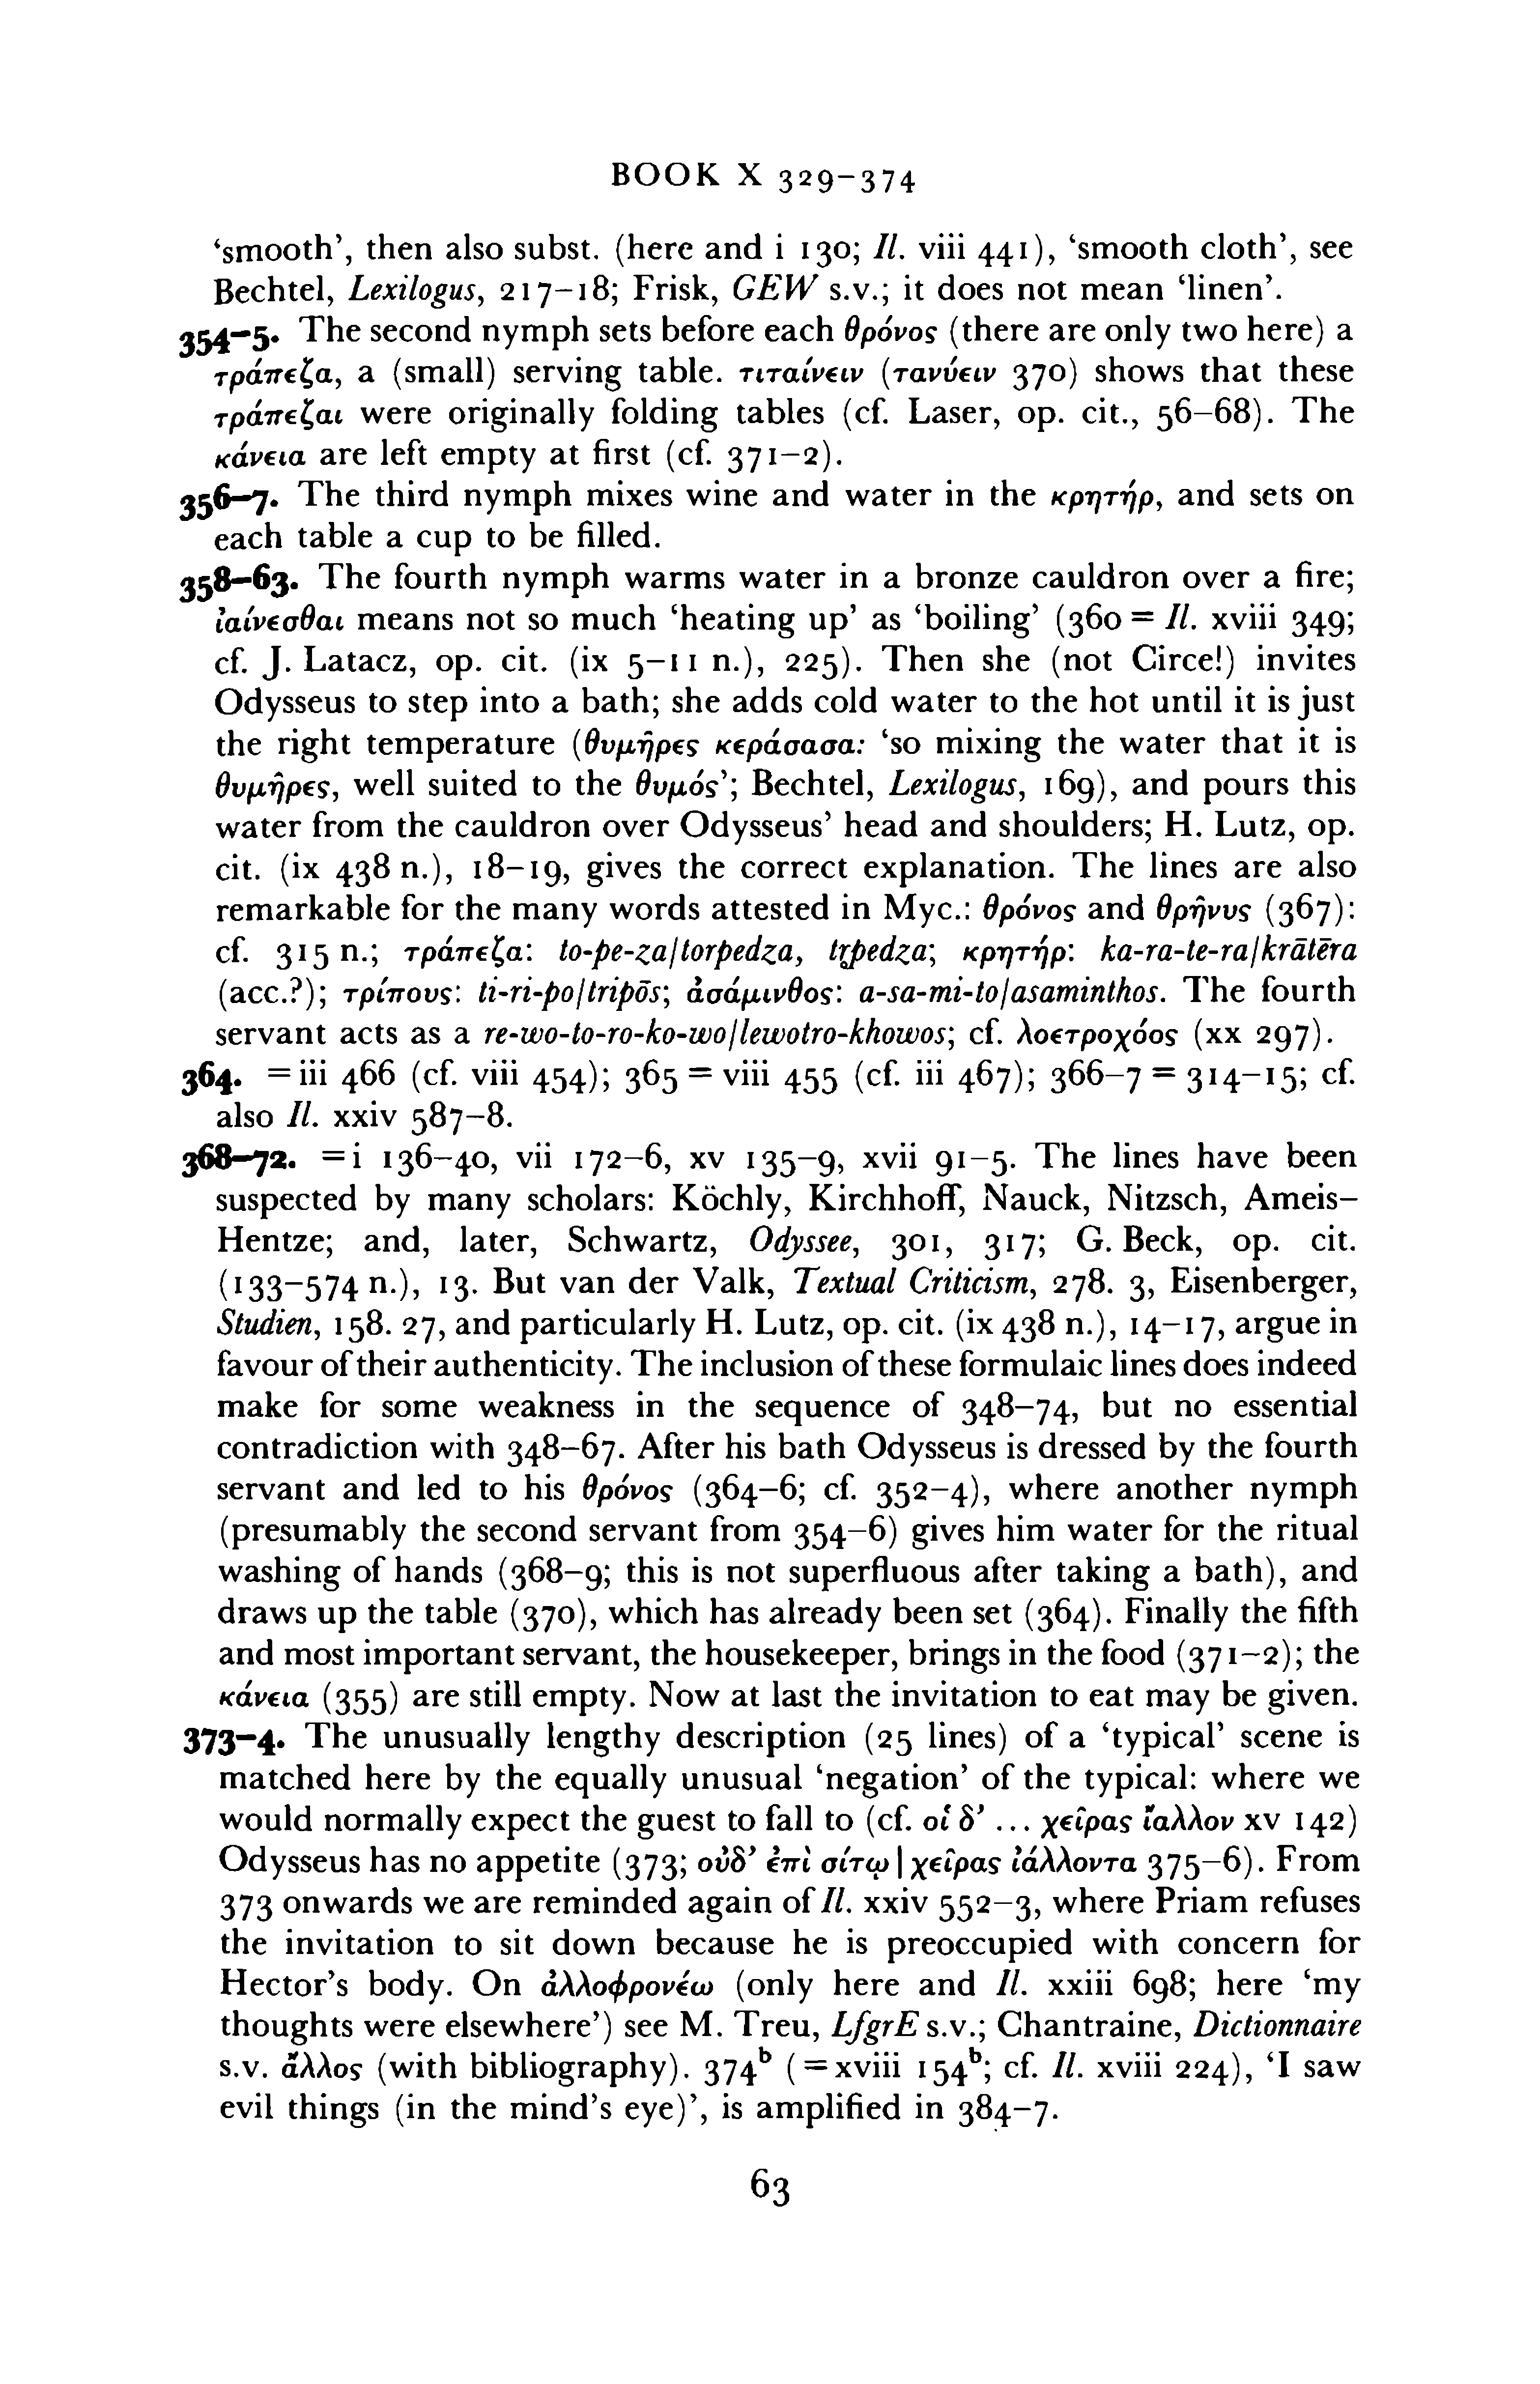 BOOK X 329–374
‘smooth’, then also subst. (here and i 130; Il. viii 441), ‘smooth cloth’, see
Bechtel, Lexilogus, 217–18; Frisk, GEW s.v.; it does not mean ‘linen’.
354–5. The second nymph sets before each θρόνος (there are only two here) a
τράπεζα, a (small) serving table. τιταίνειν (τανύειν 370) shows that these
τράπεζαι were originally folding tables (cf. Laser, op. cit., 56–68). The
κάνεια are left empty at first (cf. 371–2).
356–7. The third nymph mixes wine and water in the κρητήρ, and sets on
each table a cup to be filled.
358–63. The fourth nymph warms water in a bronze cauldron over a fire;
ἰαίνεσθαι means not so much ‘heating up’ as ‘boiling’ (360 = Il. xviii 349;
cf. J. Latacz, op. cit. (ix 5–11 n.), 225). Then she (not Circe!) invites
Odysseus to step into a bath; she adds cold water to the hot until it is just
the right temperature (θυμῆρες κεράσασα: ‘so mixing the water that it is
θυμῆρες, well suited to the θυμός’; Bechtel, Lexilogus, 169), and pours this
water from the cauldron over Odysseus’ head and shoulders; H. Lutz, op.
cit. (ix 438 n.), 18–19, gives the correct explanation. The lines are also
remarkable for the many words attested in Myc.: θρόνος and θρῆνυς (367):
cf. 315 n.; τράπεζα: to-pe-za/torpedza, tr̥pedza; κρητήρ: ka-ra-te-ra/krātēra
(acc.?); τρίπους: ti-ri-po/tripōs; ἀσάμινθος: a-sa-mi-to/asaminthos. The fourth
servant acts as a re-wo-to-ro-ko-wo/lewotro-khowos; cf. λοετροχόος (xx 297).
364. = iii 466 (cf. viii 454); 365 = viii 455 (cf. iii 467); 366–7 = 314–15; cf.
also Il. xxiv 587–8.
368–72. = i 136–40, vii 172–6, xv 135–9, xvii 91–5. The lines have been
suspected by many scholars: Köchly, Kirchhoff, Nauck, Nitzsch, Ameis–
Hentze; and, later, Schwartz, Odyssee, 301, 317; G. Beck, op. cit.
(133–574 n.), 13. But van der Valk, Textual Criticism, 278. 3, Eisenberger,
Studien, 158. 27, and particularly H. Lutz, op. cit. (ix 438 n.), 14–17, argue in
favour of their authenticity. The inclusion of these formulaic lines does indeed
make for some weakness in the sequence of 348–74, but no essential
contradiction with 348–67. After his bath Odysseus is dressed by the fourth
servant and led to his θρόνος (364–6; cf. 352–4), where another nymph
(presumably the second servant from 354–6) gives him water for the ritual
washing of hands (368–9; this is not superfluous after taking a bath), and
draws up the table (370), which has already been set (364). Finally the fifth
and most important servant, the housekeeper, brings in the food (371–2); the
κάνεια (355) are still empty. Now at last the invitation to eat may be given.
373–4. The unusually lengthy description (25 lines) of a ‘typical’ scene is
matched here by the equally unusual ‘negation’ of the typical: where we
would normally expect the guest to fall to (cf. οἱ δ’ ... χεῖρας ἴαλλον xv 142)
Odysseus has no appetite (373; οὐδ’ ἐπὶ σίτῳ | χεῖρας ἰάλλοντα 375–6). From
373 onwards we are reminded again of Il. xxiv 552–3, where Priam refuses
the invitation to sit down because he is preoccupied with concern for
Hector’s body. On ἀλλοφρονέω (only here and Il. xxiii 698; here ‘my
thoughts were elsewhere’) see M. Treu, LfgrE s.v.; Chantraine, Dictionnaire
s.v. ἄλλος (with bibliography). 374ᵇ (= xviii 154ᵇ; cf. Il. xviii 224), ‘I saw
evil things (in the mind’s eye)’, is amplified in 384–7.
63